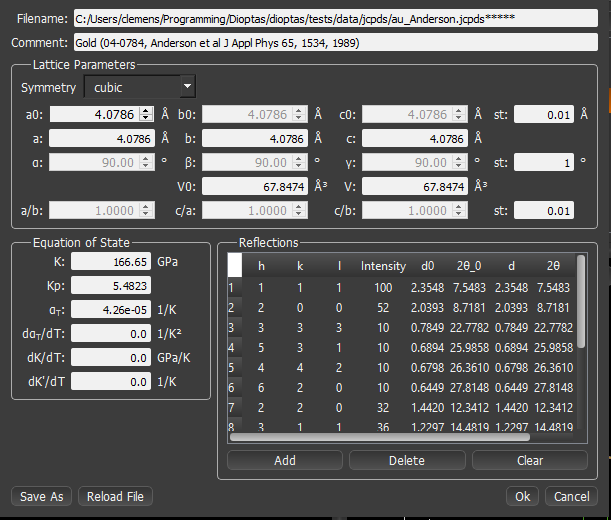 Filename: C:/Users/clemens/Programming/Dioptas/dioptas/tests/data/jcpds/au_Anderson.jcpds*****
Comment: Gold (04-0784, Anderson et al J Appl Phys 65, 1534, 1989)
Lattice Parameters
Symmetry cubic
a0: 4.0786 Å b0: 4.0786 Å c0: 4.0786 Å st: 0.01 Å
a: 4.0786 Å b: 4.0786 Å c: 4.0786 Å
α: 90.00 ° β: 90.00 ° γ: 90.00 ° st: 1 °
V0: 67.8474 Å³ V: 67.8474 Å³
a/b: 1.0000 c/a: 1.0000 c/b: 1.0000 st: 0.01
Equation of State
K: 166.65 GPa
Kp: 5.4823
αT: 4.26e-05 1/K
dαT/dT: 0.0 1/K²
dK/dT: 0.0 GPa/K
dK'/dT 0.0 1/K
Reflections
h k l Intensity d0 2θ_0 d 2θ
1 1 1 1 100 2.3548 7.5483 2.3548 7.5483
2 2 0 0 52 2.0393 8.7181 2.0393 8.7181
3 3 3 3 10 0.7849 22.7782 0.7849 22.7782
4 5 3 1 10 0.6894 25.9858 0.6894 25.9858
5 4 4 2 10 0.6798 26.3610 0.6798 26.3610
6 6 2 0 10 0.6449 27.8148 0.6449 27.8148
7 2 2 0 32 1.4420 12.3412 1.4420 12.3412
8 3 1 1 36 1.2297 14.4819 1.2297 14.4819
Add Delete Clear
Save As Reload File Ok Cancel